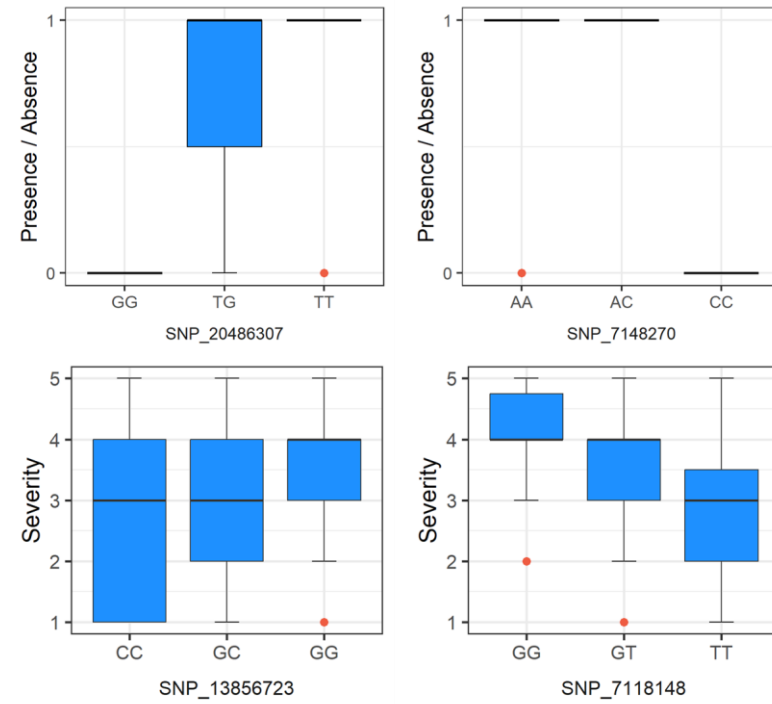 Presence / Absence
1
0
GG TG TT
SNP_20486307
Presence / Absence
1
0
AA AC CC
SNP_7148270
Severity
5
4
3
2
1
CC GC GG
SNP_13856723
Severity
5
4
3
2
1
GG GT TT
SNP_7118148